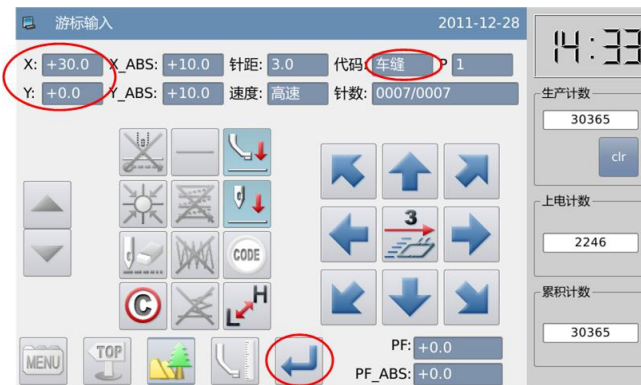 游标输入 2011-12-28
14:33
X: +30.0 X_ABS: +10.0 针距: 3.0 代码: 车缝 P 1
Y: +0.0 Y_ABS: +10.0 速度: 高速 针数: 0007/0007
生产计数
30365
clr
上电计数
2246
累积计数
30365
3
CODE
C
H
L
PF: +0.0
PF_ABS: +0.0
MENU
TOP